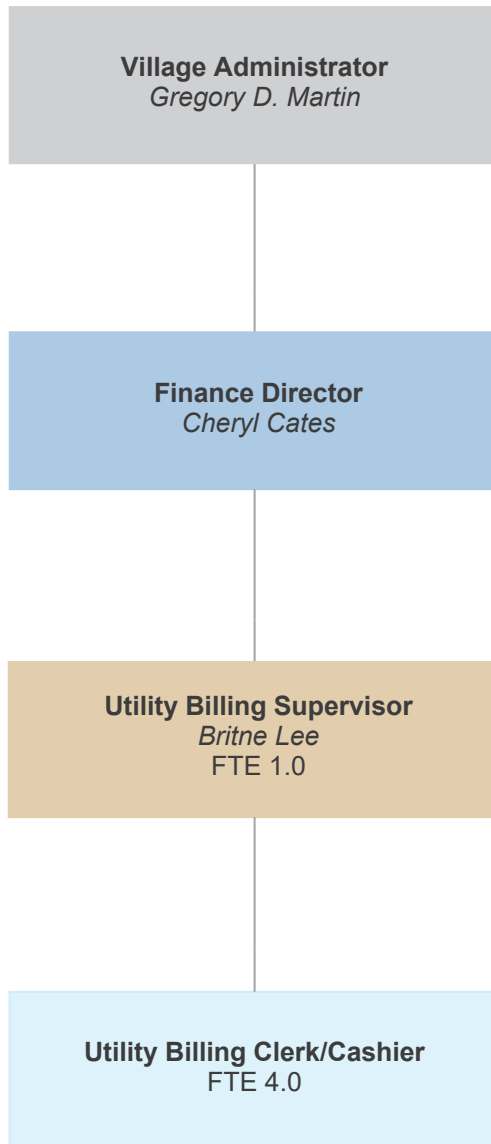 Village Administrator
Gregory D. Martin
Finance Director
Cheryl Cates
Utility Billing Supervisor
Britne Lee
FTE 1.0
Utility Billing Clerk/Cashier
FTE 4.0